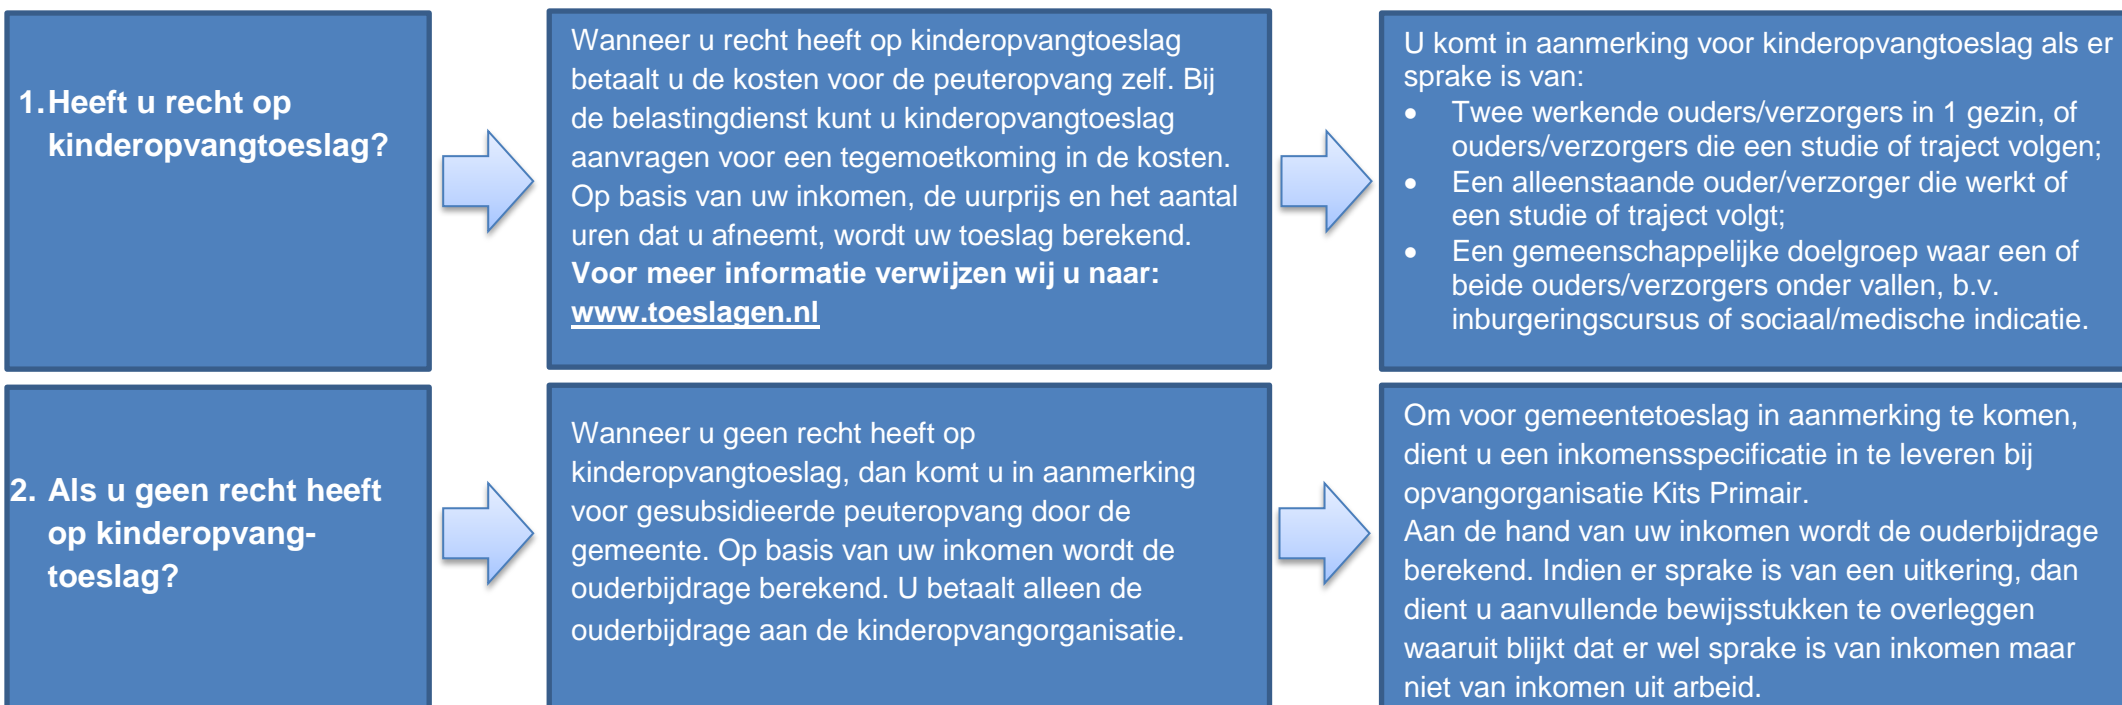 1. Heeft u recht op
kinderopvangtoeslag?
Wanneer u recht heeft op kinderopvangtoeslag
betaalt u de kosten voor de peuteropvang zelf. Bij
de belastingdienst kunt u kinderopvangtoeslag
aanvragen voor een tegemoetkoming in de kosten.
Op basis van uw inkomen, de uurprijs en het aantal
uren dat u afneemt, wordt uw toeslag berekend.
Voor meer informatie verwijzen wij u naar:
www.toeslagen.nl
U komt in aanmerking voor kinderopvangtoeslag als er
sprake is van:
• Twee werkende ouders/verzorgers in 1 gezin, of
ouders/verzorgers die een studie of traject volgen;
• Een alleenstaande ouder/verzorger die werkt of
een studie of traject volgt;
• Een gemeenschappelijke doelgroep waar een of
beide ouders/verzorgers onder vallen, b.v.
inburgeringscursus of sociaal/medische indicatie.
2. Als u geen recht heeft
op kinderopvang-
toeslag?
Wanneer u geen recht heeft op
kinderopvangtoeslag, dan komt u in aanmerking
voor gesubsidieerde peuteropvang door de
gemeente. Op basis van uw inkomen wordt de
ouderbijdrage berekend. U betaalt alleen de
ouderbijdrage aan de kinderopvangorganisatie.
Om voor gemeentetoeslag in aanmerking te komen,
dient u een inkomensspecificatie in te leveren bij
opvangorganisatie Kits Primair.
Aan de hand van uw inkomen wordt de ouderbijdrage
berekend. Indien er sprake is van een uitkering, dan
dient u aanvullende bewijsstukken te overleggen
waaruit blijkt dat er wel sprake is van inkomen maar
niet van inkomen uit arbeid.